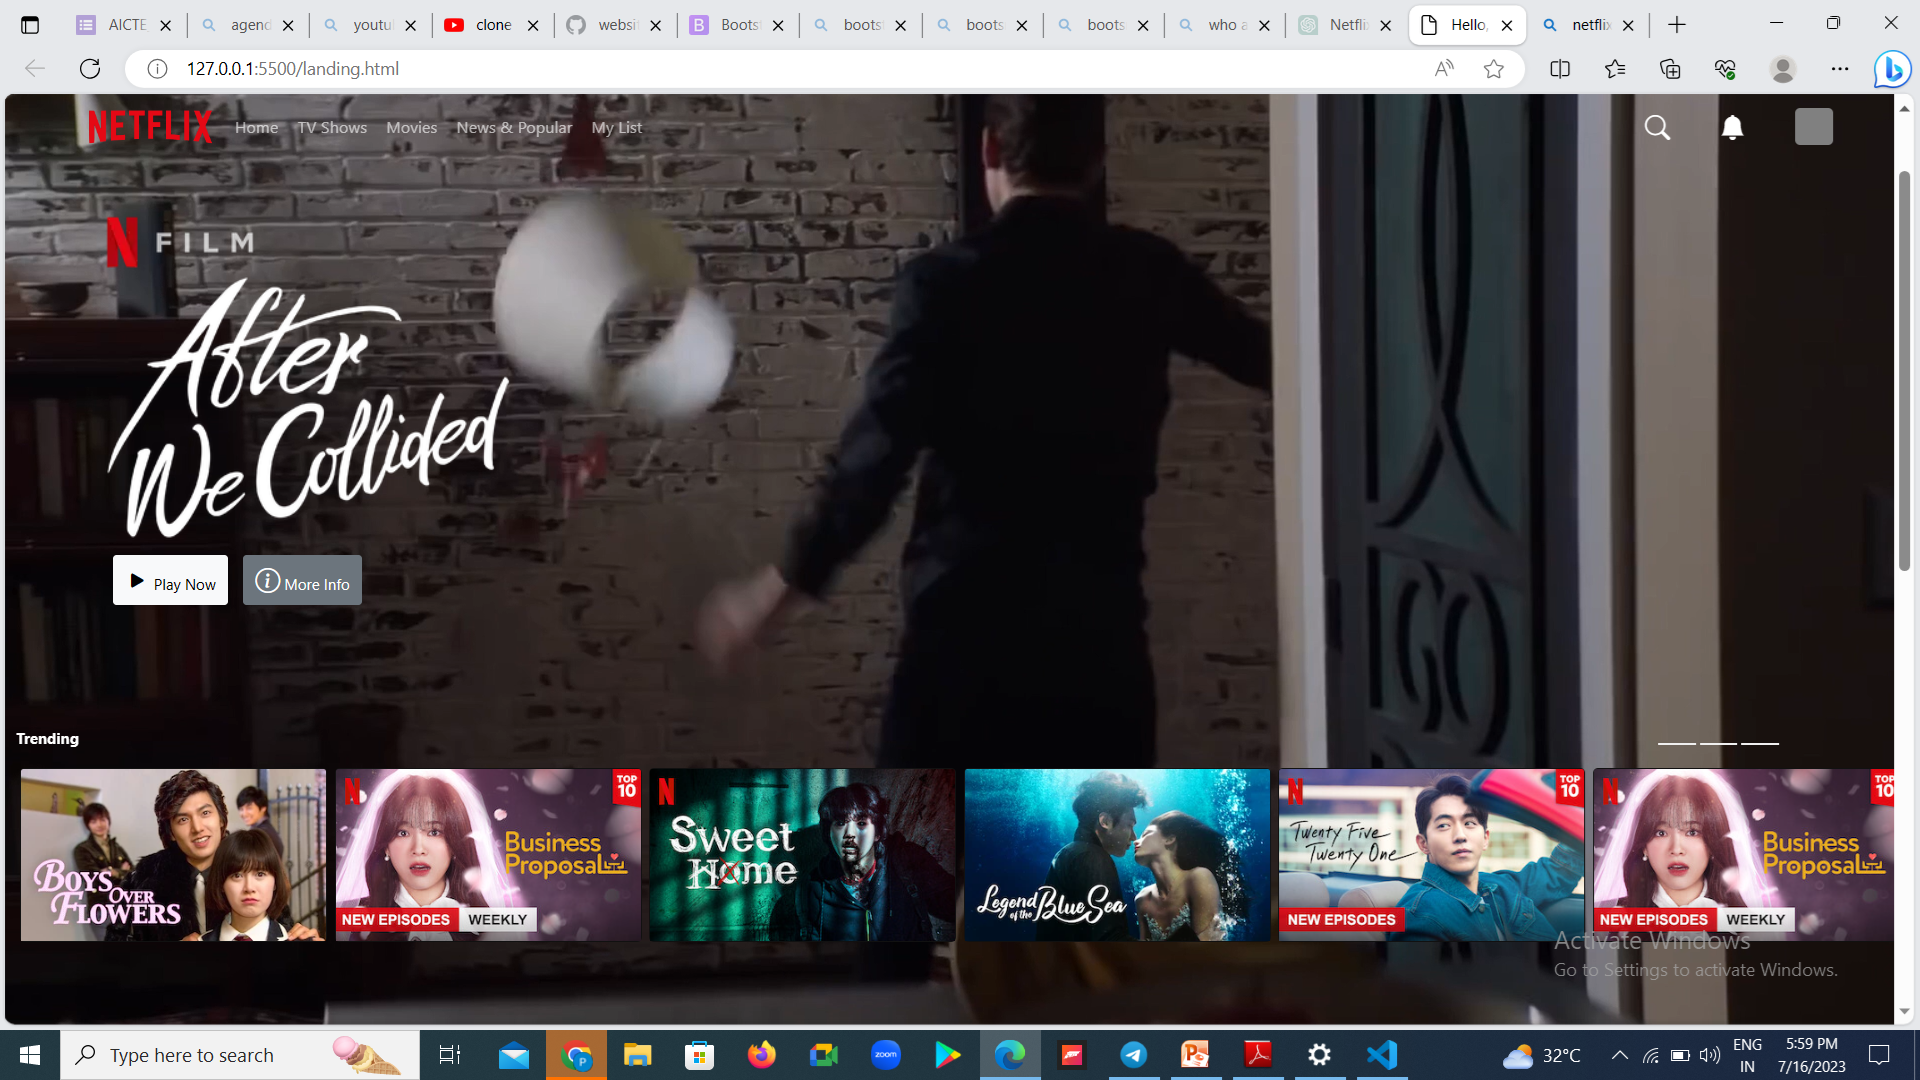 AICTE
agend
youtu
clone
websi
Boots
boots
boots
boots
who a
Netfli
Hello,
netflix
127.0.0.1:5500/landing.html
NETFLIX Home TV Shows Movies News & Popular My List
N FILM
After
We Collided
Play Now
More Info
Trending
Boys
Over
Flowers
N TOP 10
Business
Proposal
NEW EPISODES WEEKLY
N
Sweet
Home
Legend
of the Blue Sea
N TOP 10
Twenty Five
Twenty One
NEW EPISODES
N TOP 10
Business
Proposal
NEW EPISODES WEEKLY
Activate Windows
Go to Settings to activate Windows.
Type here to search
zoom
32°C
ENG
IN
5:59 PM
7/16/2023